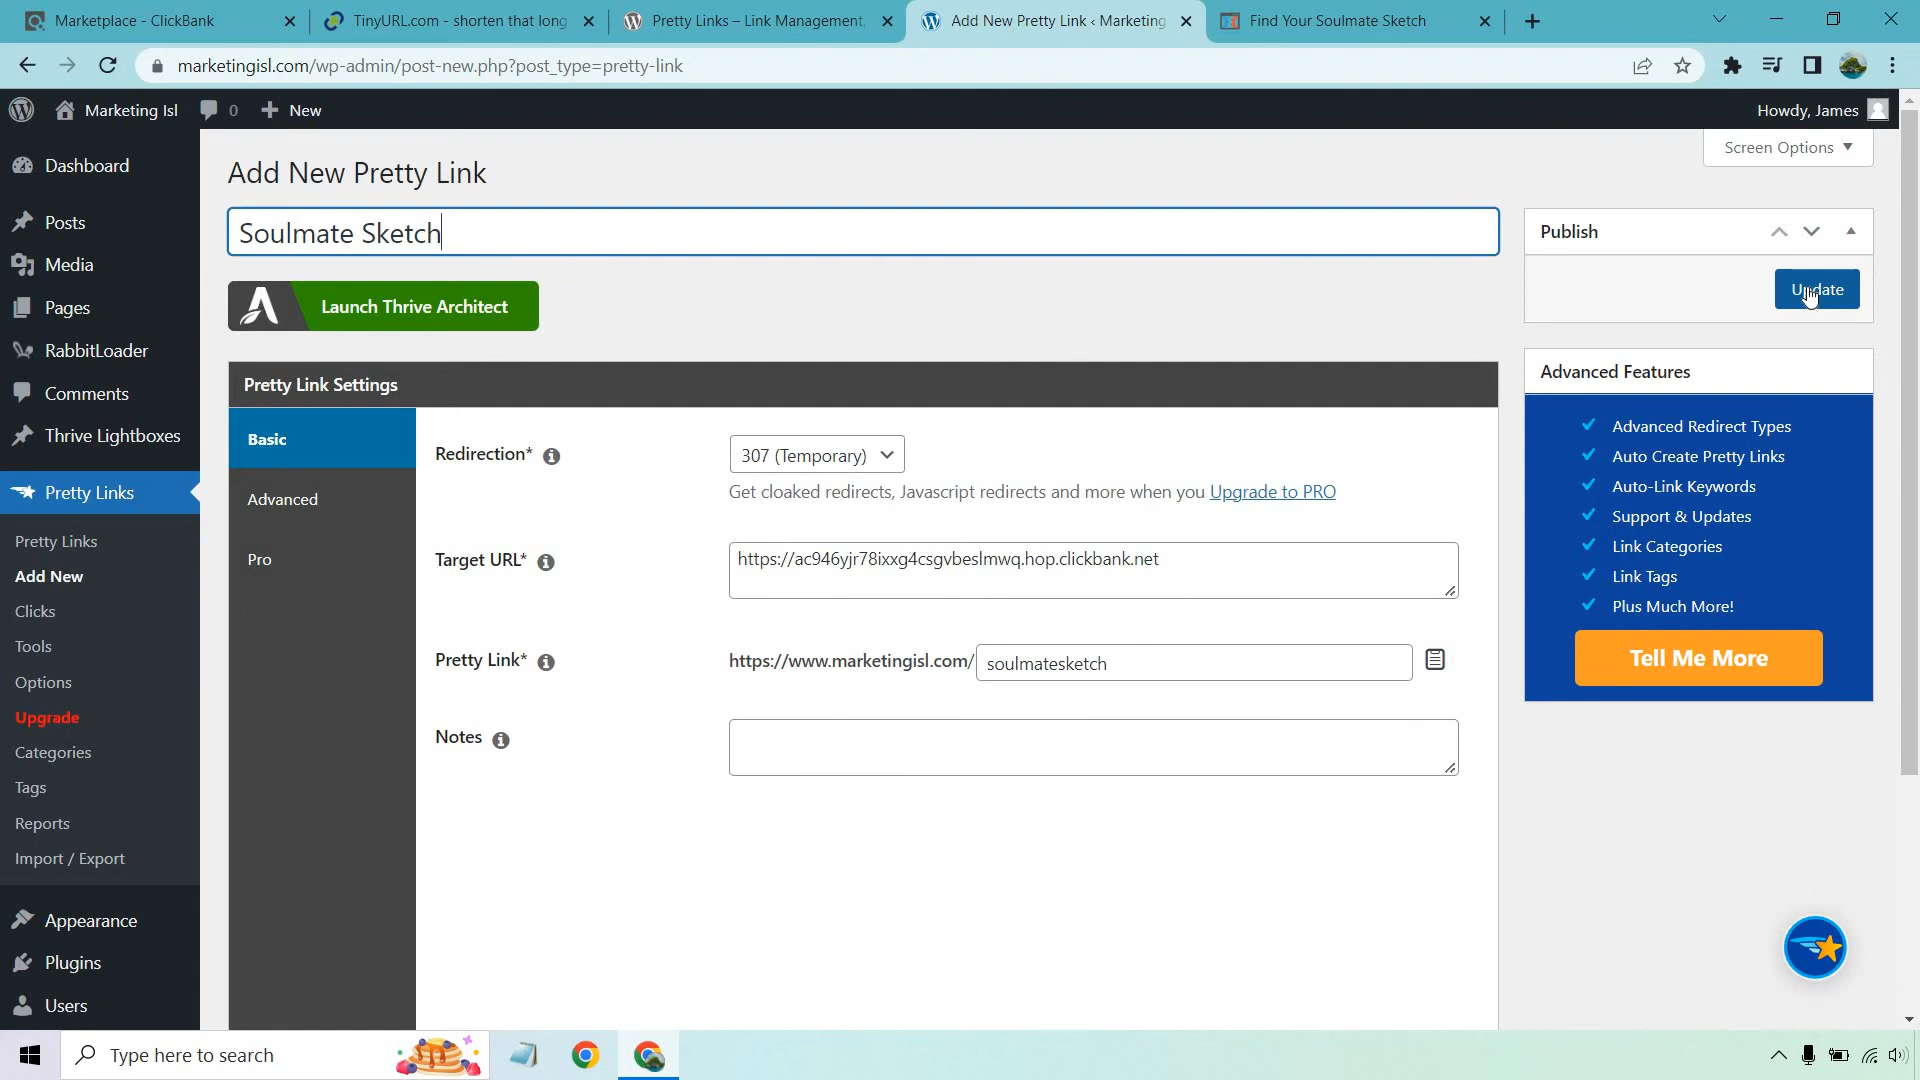 Marketplace - ClickBank
TinyURL.com - shorten that long
Pretty Links – Link Management,
Add New Pretty Link ‹ Marketing
Find Your Soulmate Sketch
marketingisl.com/wp-admin/post-new.php?post_type=pretty-link
Marketing Isl
0
New
Howdy, James
Screen Options
Dashboard
Posts
Media
Pages
RabbitLoader
Comments
Thrive Lightboxes
Pretty Links
Pretty Links
Add New
Clicks
Tools
Options
Upgrade
Categories
Tags
Reports
Import / Export
Appearance
Plugins
Users
Add New Pretty Link
Soulmate Sketch
Launch Thrive Architect
Pretty Link Settings
Basic
Advanced
Pro
Redirection*
307 (Temporary)
Get cloaked redirects, Javascript redirects and more when you Upgrade to PRO
Target URL*
https://ac946yjr78ixxg4csgvbeslmwq.hop.clickbank.net
Pretty Link*
https://www.marketingisl.com/
soulmatesketch
Notes
Publish
Update
Advanced Features
Advanced Redirect Types
Auto Create Pretty Links
Auto-Link Keywords
Support & Updates
Link Categories
Link Tags
Plus Much More!
Tell Me More
Type here to search